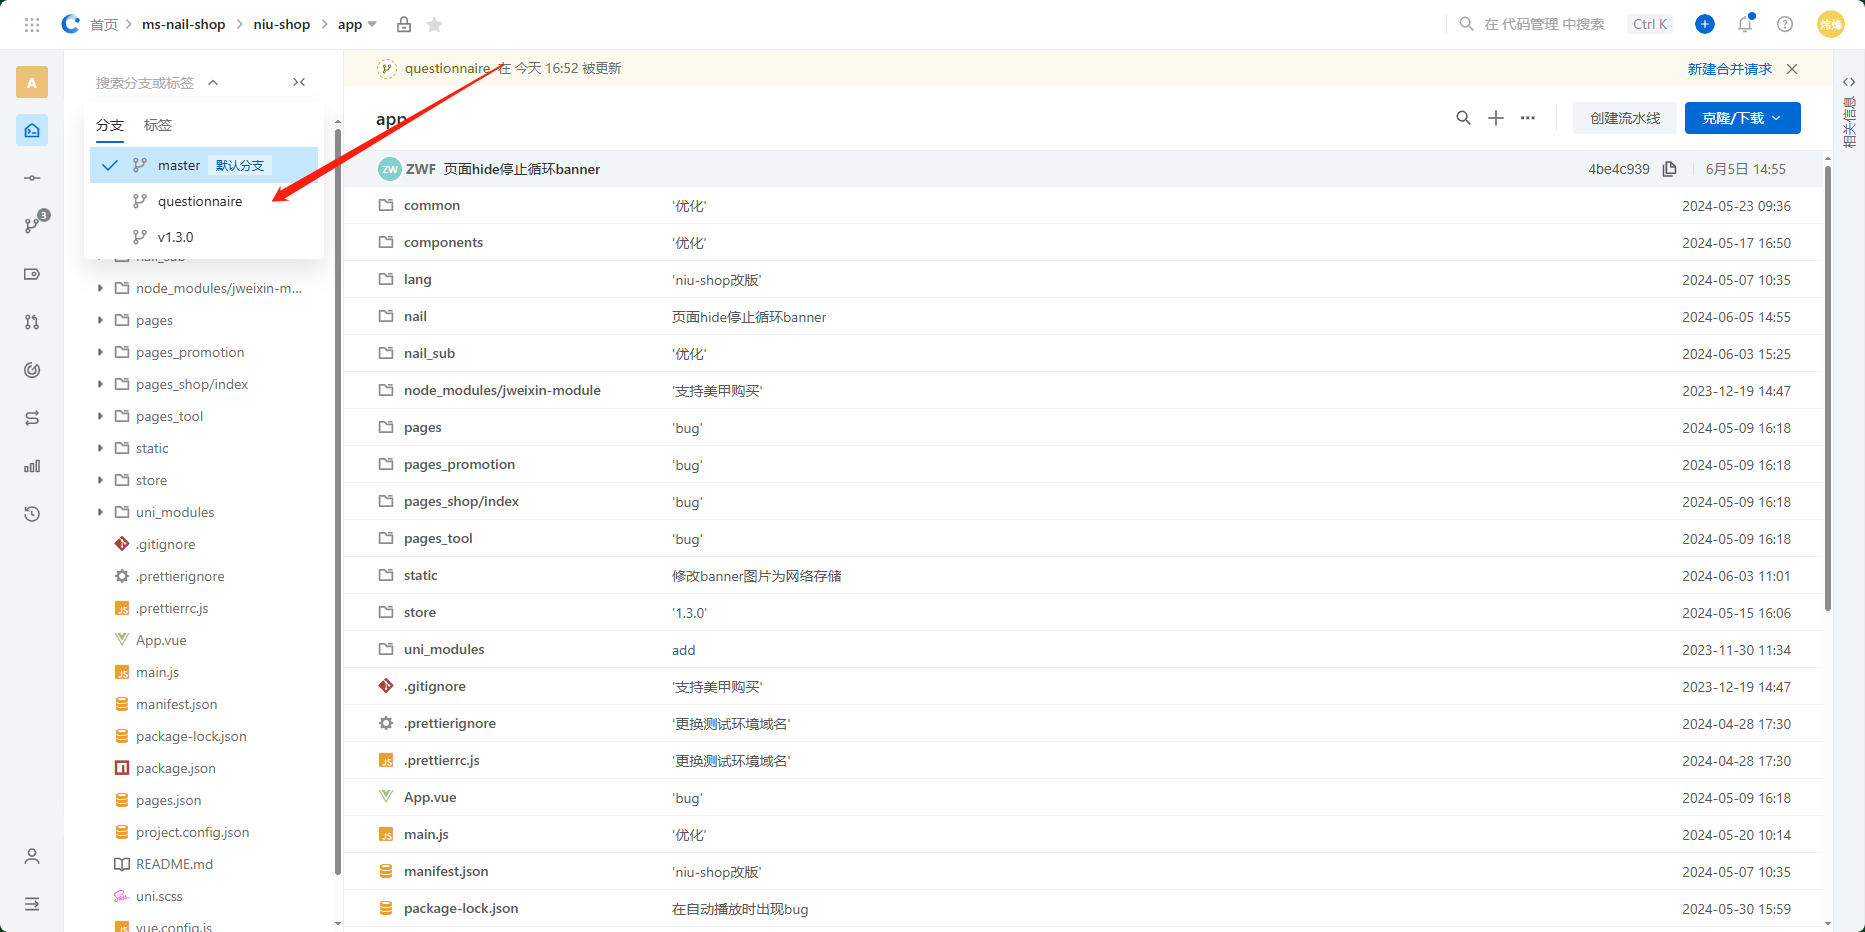 首页 > ms-nail-shop > niu-shop > app
在 代码管理 中搜索 Ctrl K
炜烽
A
3
搜索分支或标签
分支 标签
master 默认分支
questionnaire
v1.3.0
nail_sub
node_modules/jweixin-m...
pages
pages_promotion
pages_shop/index
pages_tool
static
store
uni_modules
.gitignore
.prettierignore
.prettierrc.js
App.vue
main.js
manifest.json
package-lock.json
package.json
pages.json
project.config.json
README.md
uni.scss
vue.config.js
questionnaire 在 今天 16:52 被更新 新建合并请求
app 创建流水线 克隆/下载
ZW ZWF 页面hide停止循环banner 4be4c939 6月5日 14:55
common '优化' 2024-05-23 09:36
components '优化' 2024-05-17 16:50
lang 'niu-shop改版' 2024-05-07 10:35
nail 页面hide停止循环banner 2024-06-05 14:55
nail_sub '优化' 2024-06-03 15:25
node_modules/jweixin-module '支持美甲购买' 2023-12-19 14:47
pages 'bug' 2024-05-09 16:18
pages_promotion 'bug' 2024-05-09 16:18
pages_shop/index 'bug' 2024-05-09 16:18
pages_tool 'bug' 2024-05-09 16:18
static 修改banner图片为网络存储 2024-06-03 11:01
store '1.3.0' 2024-05-15 16:06
uni_modules add 2023-11-30 11:34
.gitignore '支持美甲购买' 2023-12-19 14:47
.prettierignore '更换测试环境域名' 2024-04-28 17:30
.prettierrc.js '更换测试环境域名' 2024-04-28 17:30
App.vue 'bug' 2024-05-09 16:18
main.js '优化' 2024-05-20 10:14
manifest.json 'niu-shop改版' 2024-05-07 10:35
package-lock.json 在自动播放时出现bug 2024-05-30 15:59
相关信息